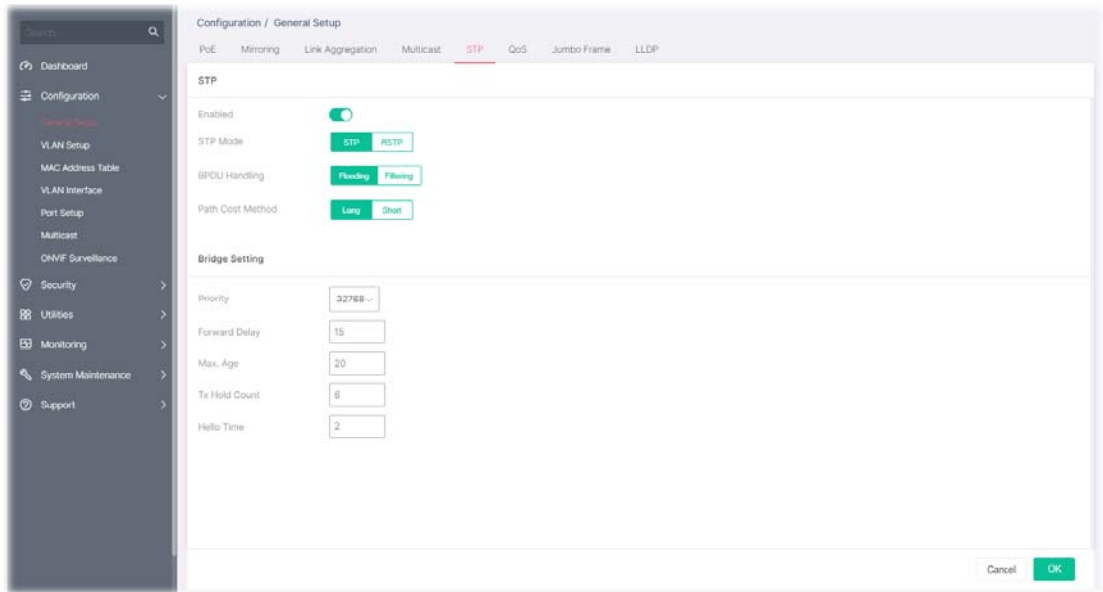 Search...
Dashboard
Configuration
General Setup
VLAN Setup
MAC Address Table
VLAN Interface
Port Setup
Multicast
ONVIF Surveillance
Security
Utilities
Monitoring
System Maintenance
Support
Configuration / General Setup
PoE Mirroring Link Aggregation Multicast STP QoS Jumbo Frame LLDP
STP
Enabled
STP Mode STP RSTP
BPDU Handling Flooding Filtering
Path Cost Method Long Short
Bridge Setting
Priority 32768
Forward Delay 15
Max. Age 20
Tx Hold Count 6
Hello Time 2
Cancel OK